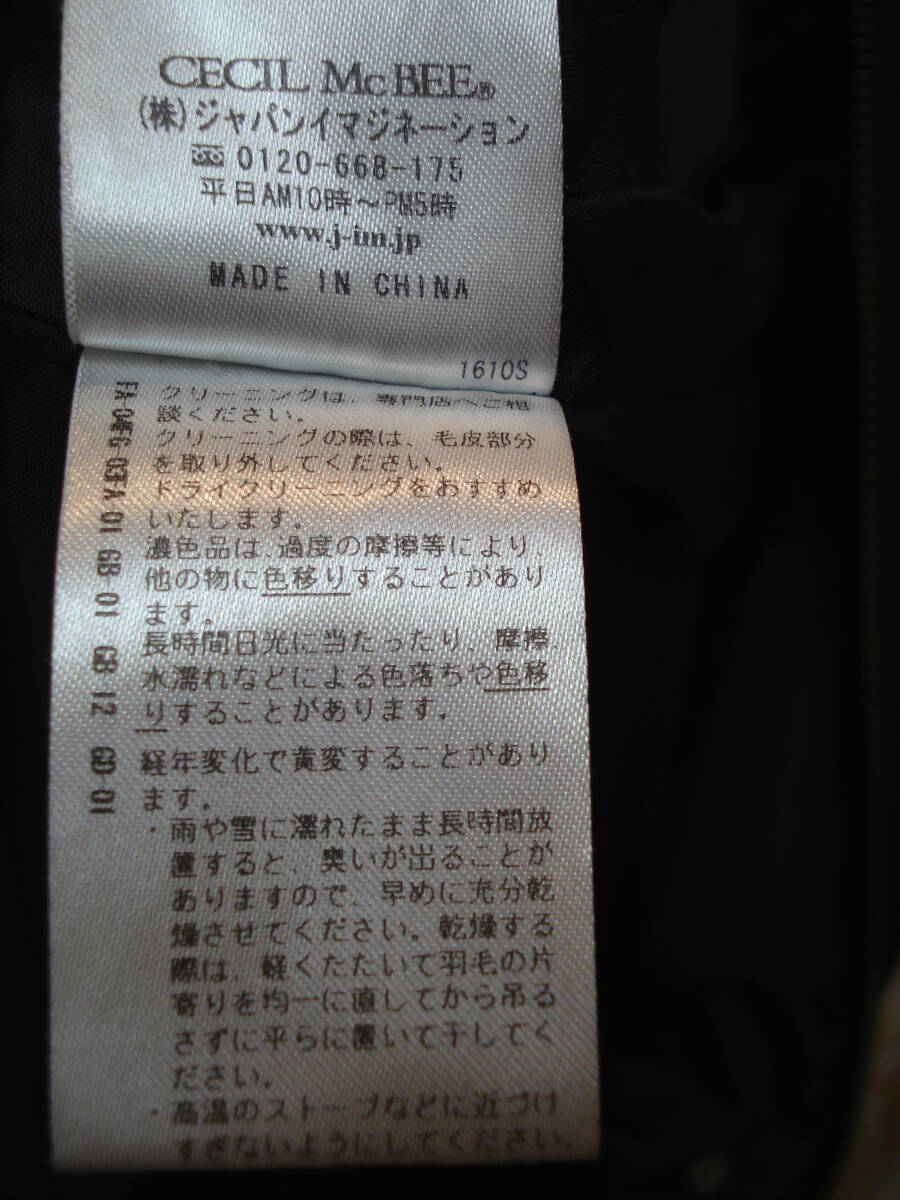 CECIL McBEE®
(株)ジャパンイマジネーション
0120-668-175
平日AM10時～PM5時
www.j-im.jp
MADE IN CHINA
1610S
クリーニングは、専門店へご相
談ください。
クリーニングの際は、毛皮部分
を取り外してください。
ドライクリーニングをおすすめ
いたします。
濃色品は、過度の摩擦等により
他の物に色移りすることがあり
ます。
長時間日光に当たったり、摩擦、
水濡れなどによる色落ちや色移
りすることがあります。
経年変化で黄変することがあり
ます。
・雨や雪に濡れたまま長時間放
置すると、臭いが出ることが
ありますので、早めに充分乾
燥させてください。乾燥する
際は、軽くたたいて羽毛の片
寄りを均一に直してから吊る
さずに平らに置いて干してく
ださい。
・高温のストーブなどに近づけ
すぎないようにしてください。
GB-01 GB-12 GD-01